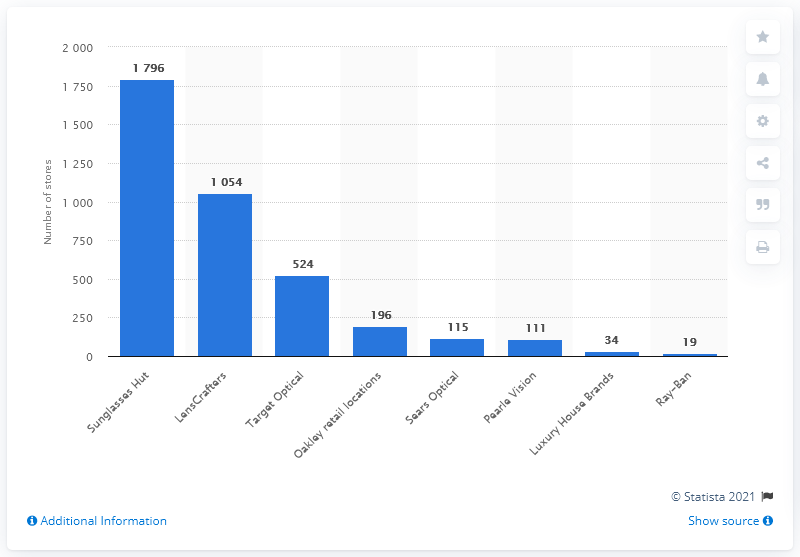 2 000
1 750
1 500
1 250
1 000
750
500
250
0
Number of stores
1 796
1 054
524
196
115
111
34
19
Sunglasses Hut
LensCrafters
Target Optical
Oakley retail locations
Sears Optical
Pearle Vision
Luxury House Brands
Ray-Ban
© Statista 2021
Additional Information
Show source